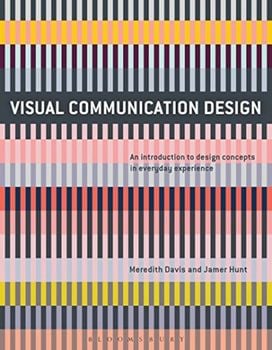 VISUAL COMMUNICATION DESIGN
An introduction to design concepts
in everyday experience
Meredith Davis and Jamer Hunt
BLOOMSBURY